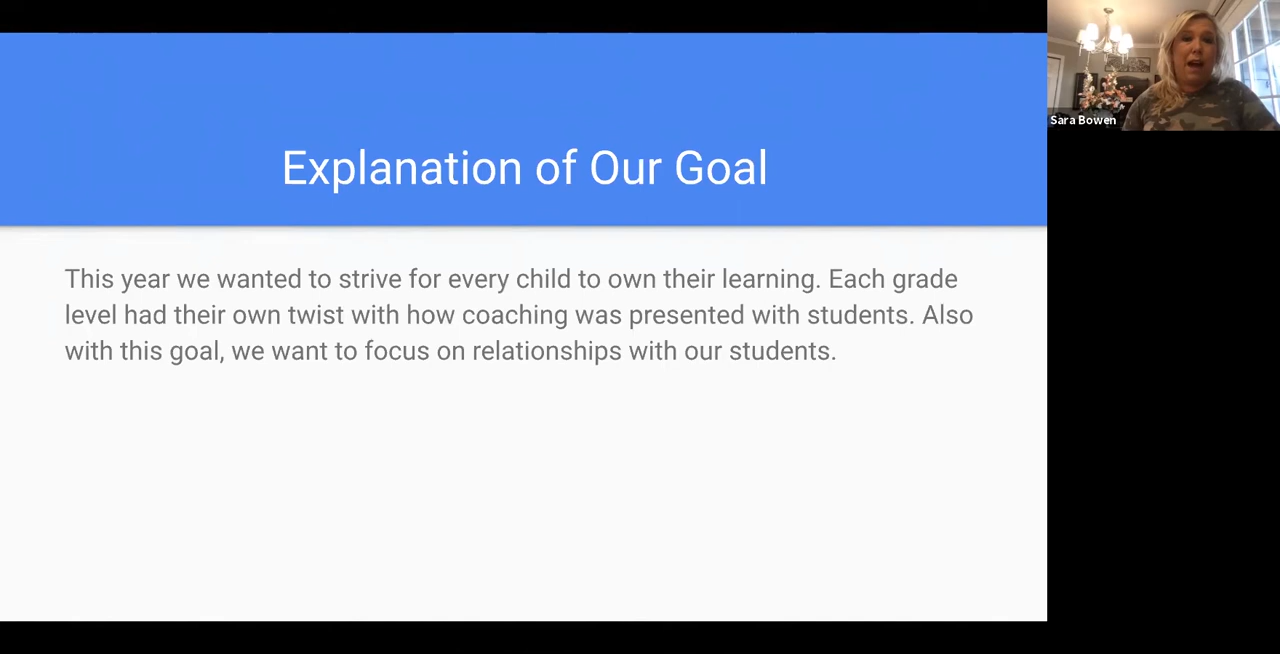 Explanation of Our Goal
This year we wanted to strive for every child to own their learning. Each grade
level had their own twist with how coaching was presented with students. Also
with this goal, we want to focus on relationships with our students.
Sara Bowen